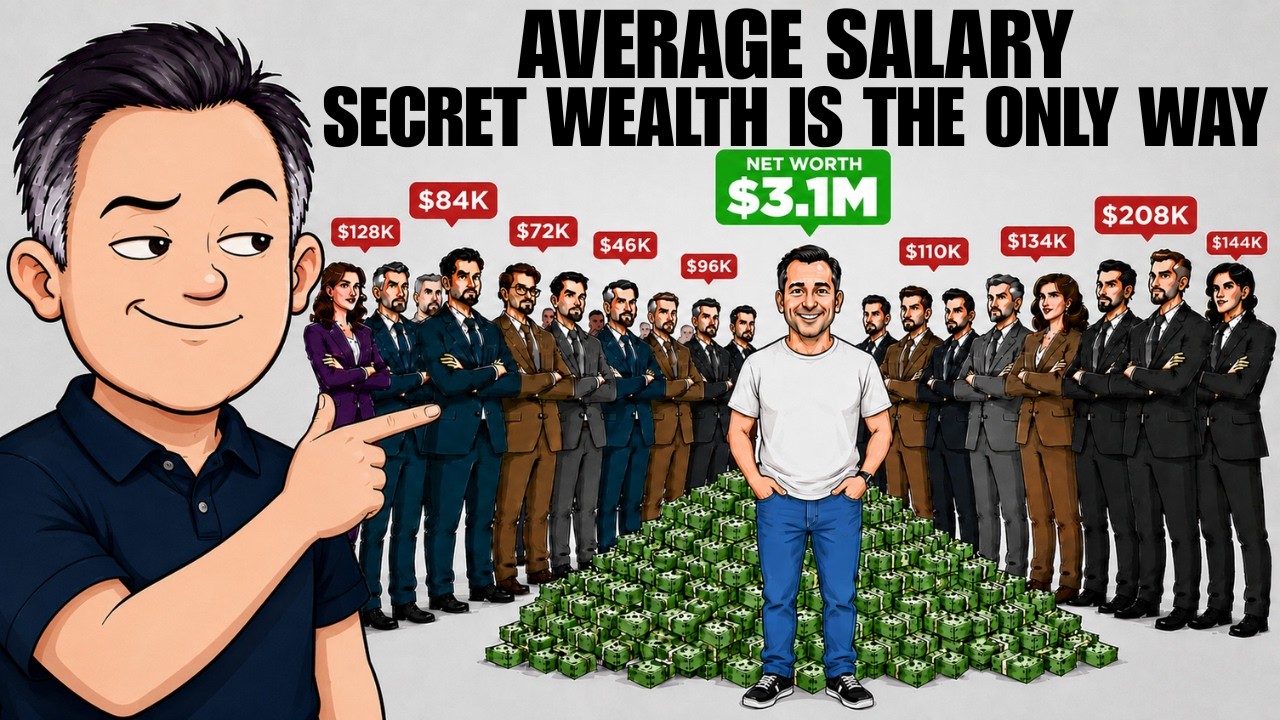 AVERAGE SALARY
SECRET WEALTH IS THE ONLY WAY
NET WORTH
$3.1M
$128K
$84K
$72K
$46K
$96K
$110K
$134K
$208K
$144K